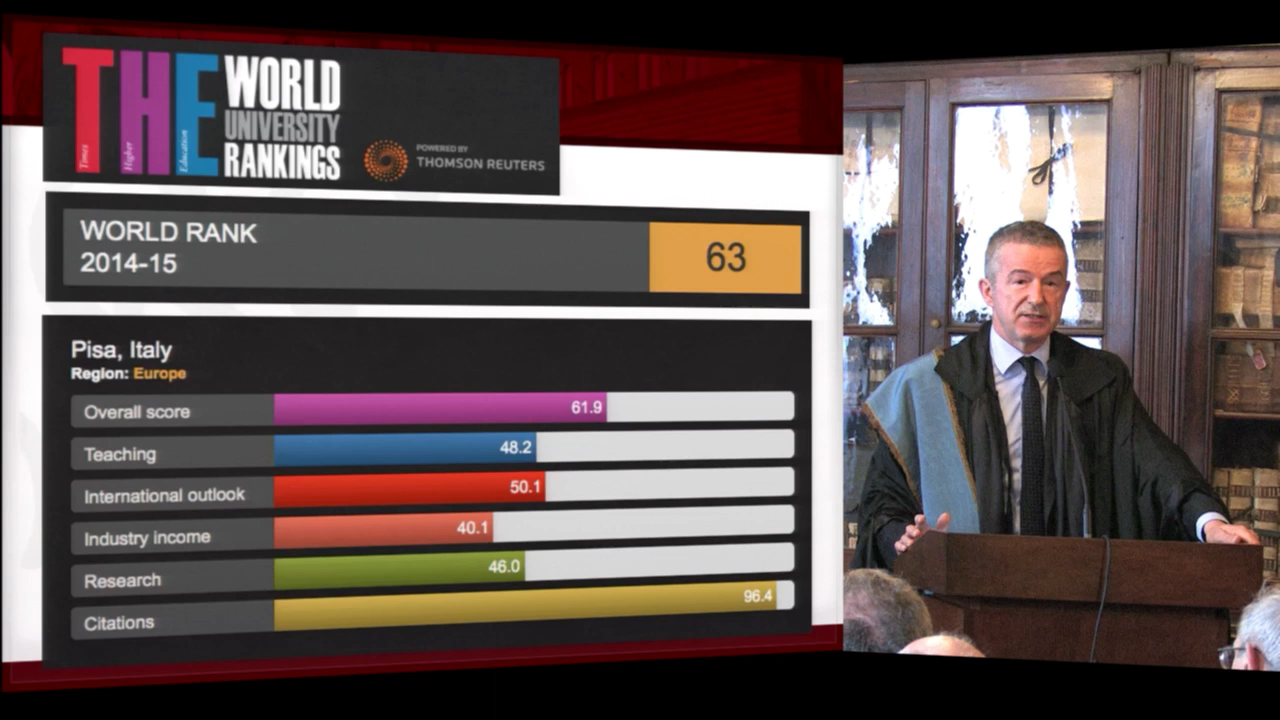 THE
Times
Higher
Education
WORLD
UNIVERSITY
RANKINGS
POWERED BY
THOMSON REUTERS
WORLD RANK
2014-15
63
Pisa, Italy
Region: Europe
Overall score 61.9
Teaching 48.2
International outlook 50.1
Industry income 40.1
Research 46.0
Citations 96.4